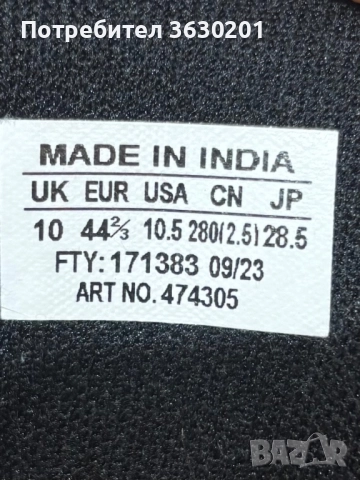 Потребител 3630201
MADE IN INDIA
UK EUR USA CN JP
10 44⅔ 10.5 280(2.5) 28.5
FTY: 171383 09/23
ART NO. 474305
BAZAR